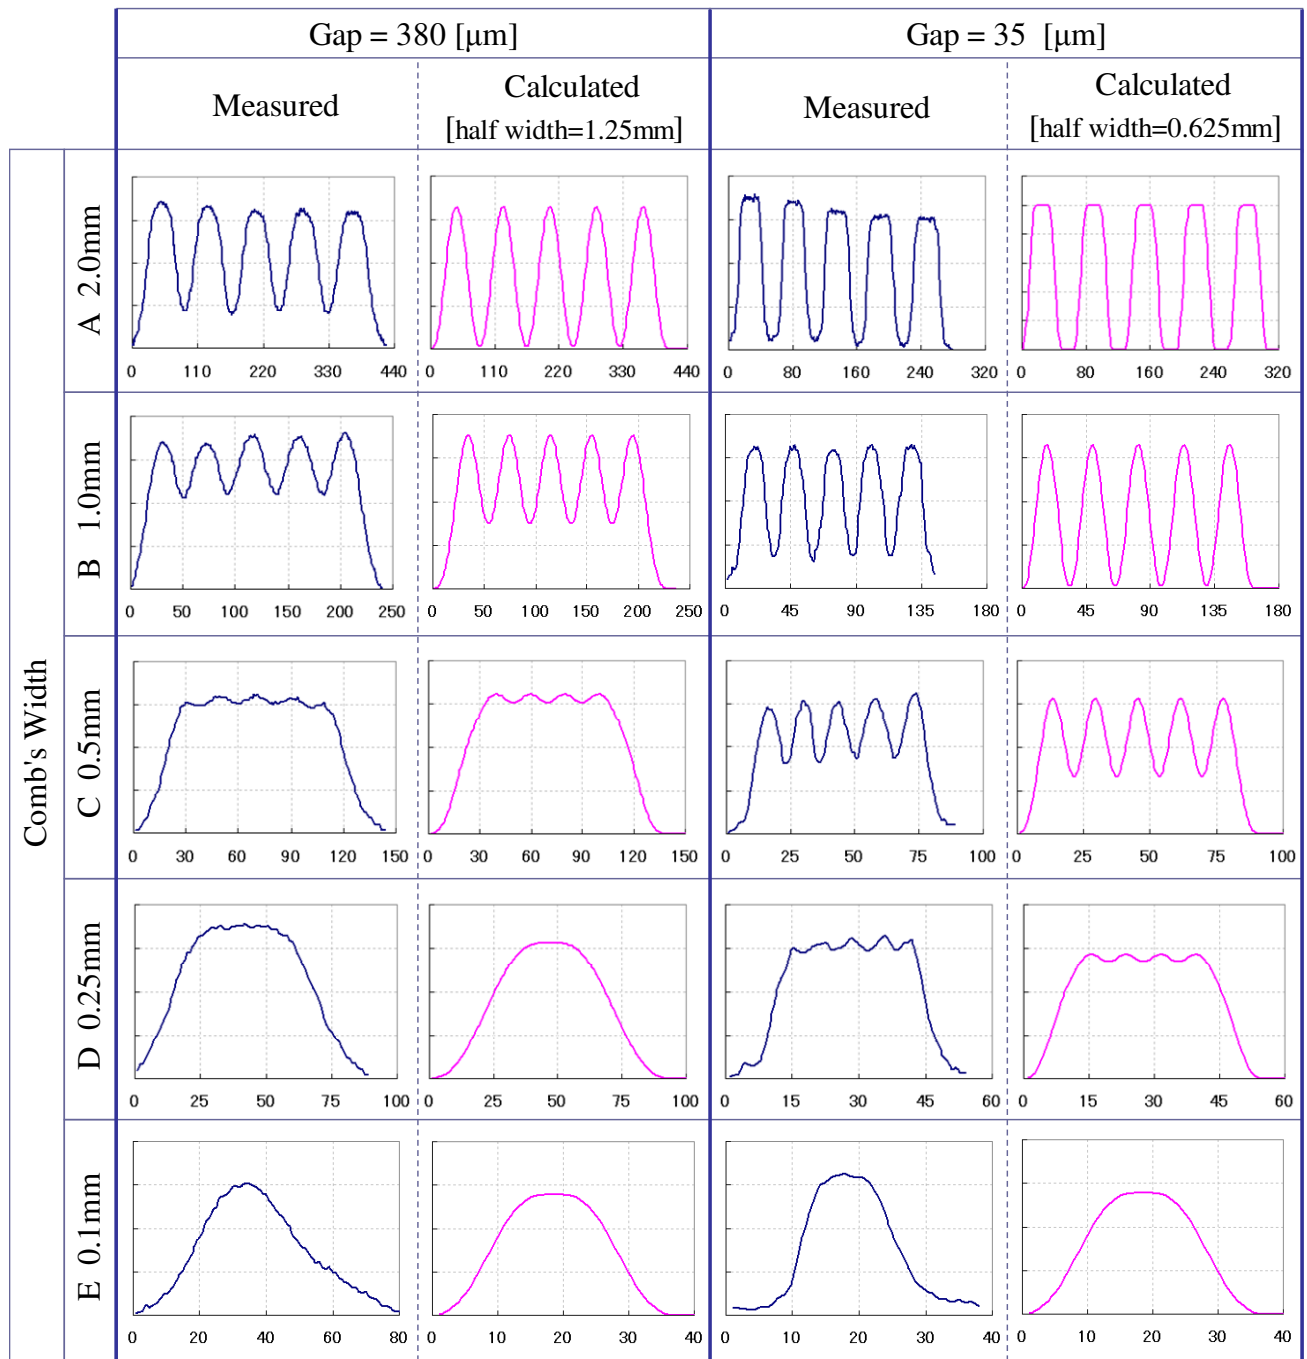 Gap = 380 [μm]
Gap = 35 [μm]
Measured
Calculated
[half width=1.25mm]
Measured
Calculated
[half width=0.625mm]
Comb's Width
A 2.0mm
0 110 220 330 440
0 110 220 330 440
0 80 160 240 320
0 80 160 240 320
B 1.0mm
0 50 100 150 200 250
0 50 100 150 200 250
0 45 90 135 180
0 45 90 135 180
C 0.5mm
0 30 60 90 120 150
0 30 60 90 120 150
0 25 50 75 100
0 25 50 75 100
D 0.25mm
0 25 50 75 100
0 25 50 75 100
0 15 30 45 60
0 15 30 45 60
E 0.1mm
0 20 40 60 80
0 10 20 30 40
0 10 20 30 40
0 10 20 30 40